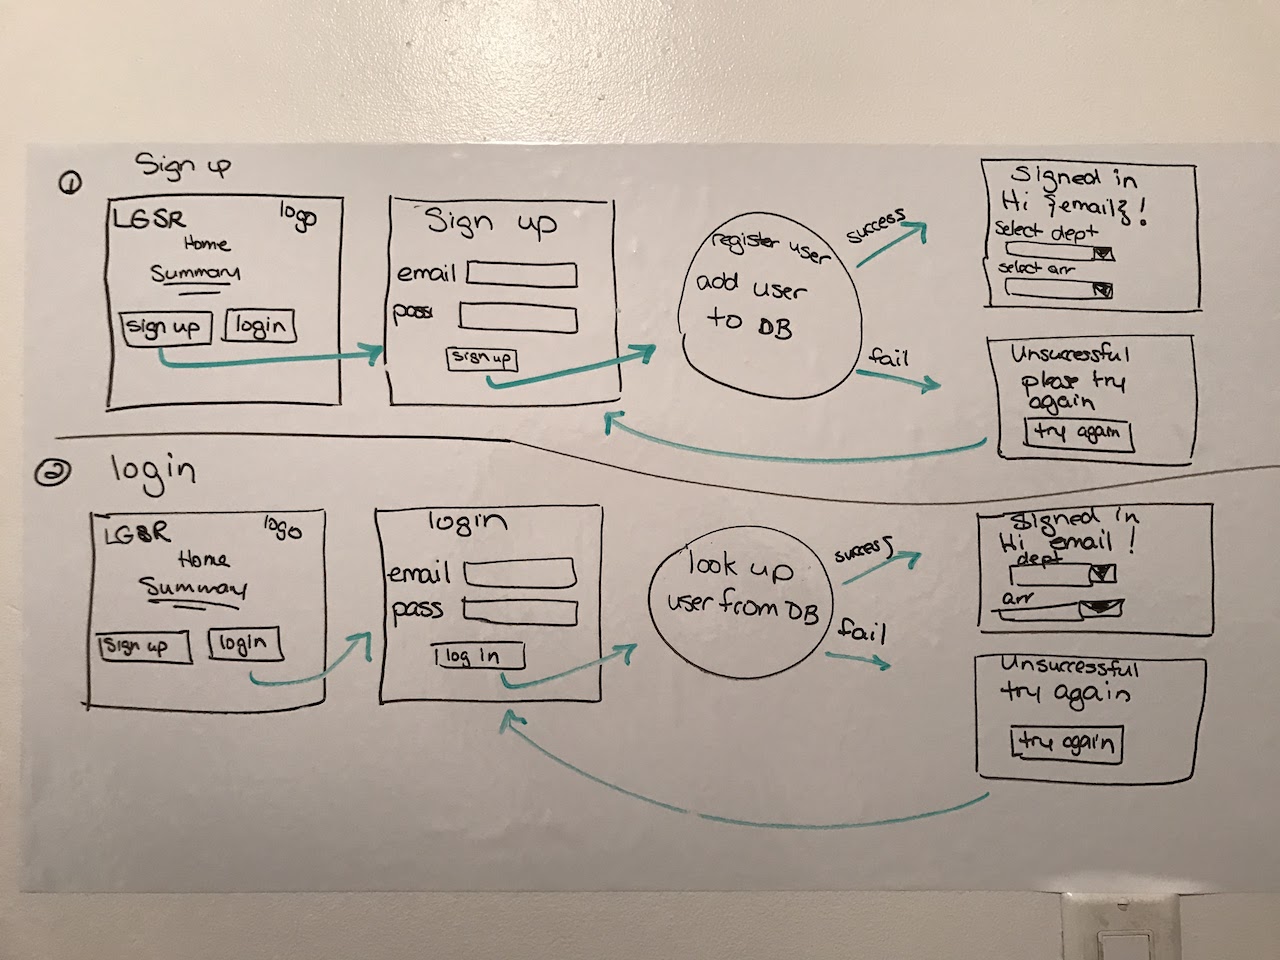 ① Sign up
LGSR logo
Home
Summary
sign up login
Sign up
email
pass
sign up
register user
add user
to DB
success
fail
Signed in
Hi {email}!
Select dept
select arr
Unsuccessful
please try
again
try again
② login
LGSR logo
Home
Summary
Sign up login
login
email
pass
log in
look up
user from DB
success
fail
Signed in
Hi email!
dept
arr
Unsuccessful
try again
try again